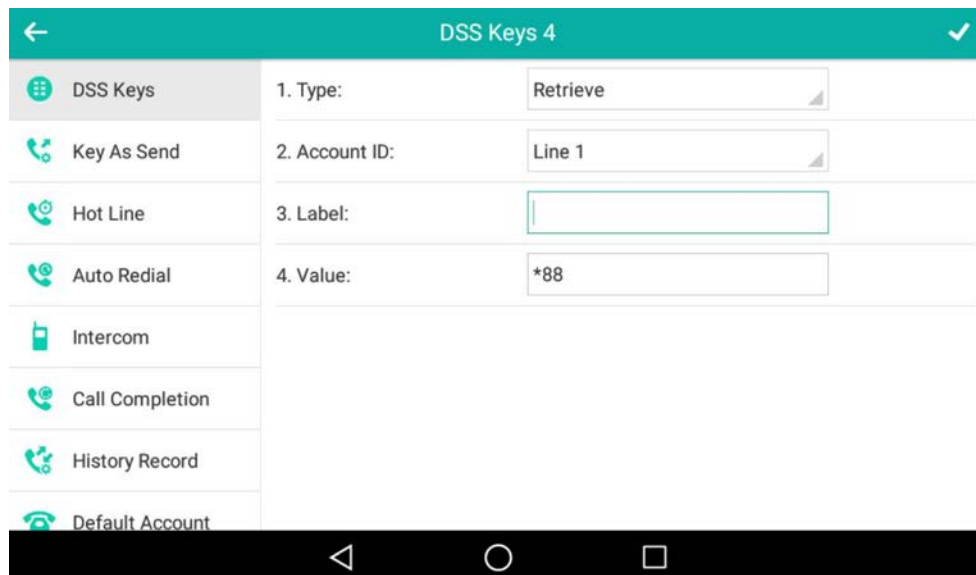 DSS Keys 4
DSS Keys
1. Type:
Retrieve
Key As Send
2. Account ID:
Line 1
Hot Line
3. Label:
Auto Redial
4. Value:
*88
Intercom
Call Completion
History Record
Default Account